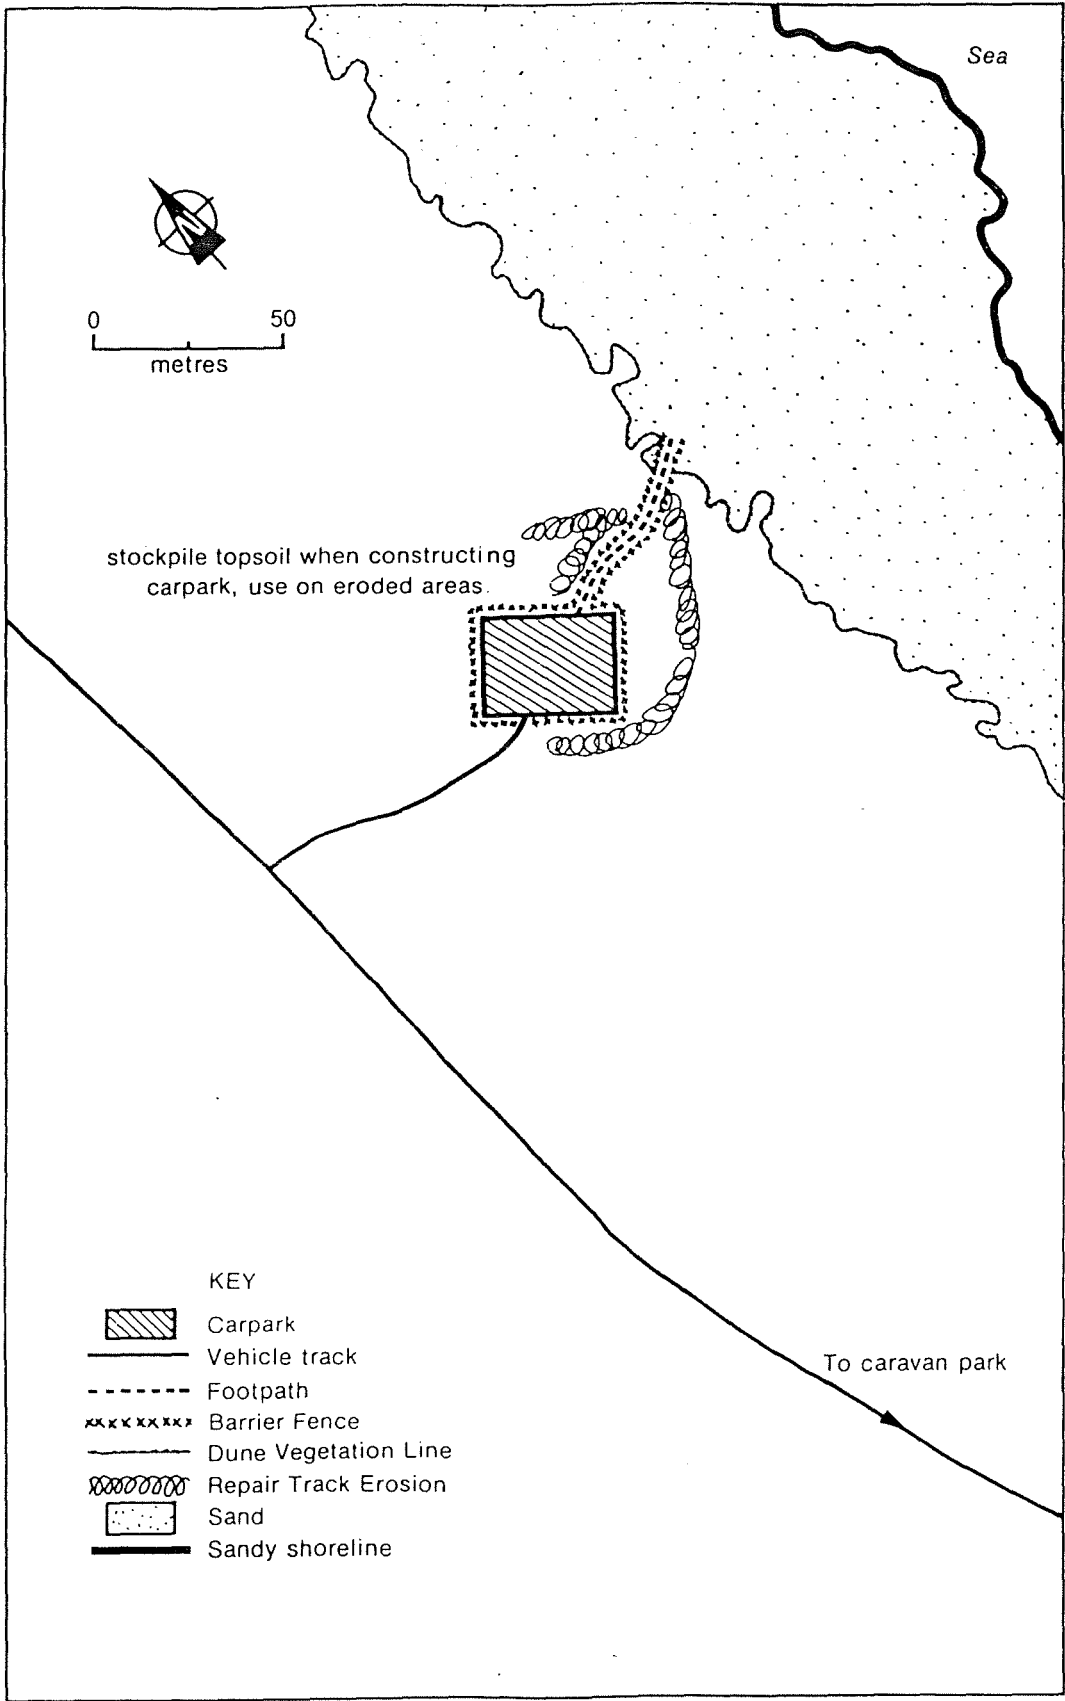 Sea
N
0 50
metres
stockpile topsoil when constructing
carpark, use on eroded areas.
To caravan park
KEY
Carpark
Vehicle track
Footpath
Barrier Fence
Dune Vegetation Line
Repair Track Erosion
Sand
Sandy shoreline